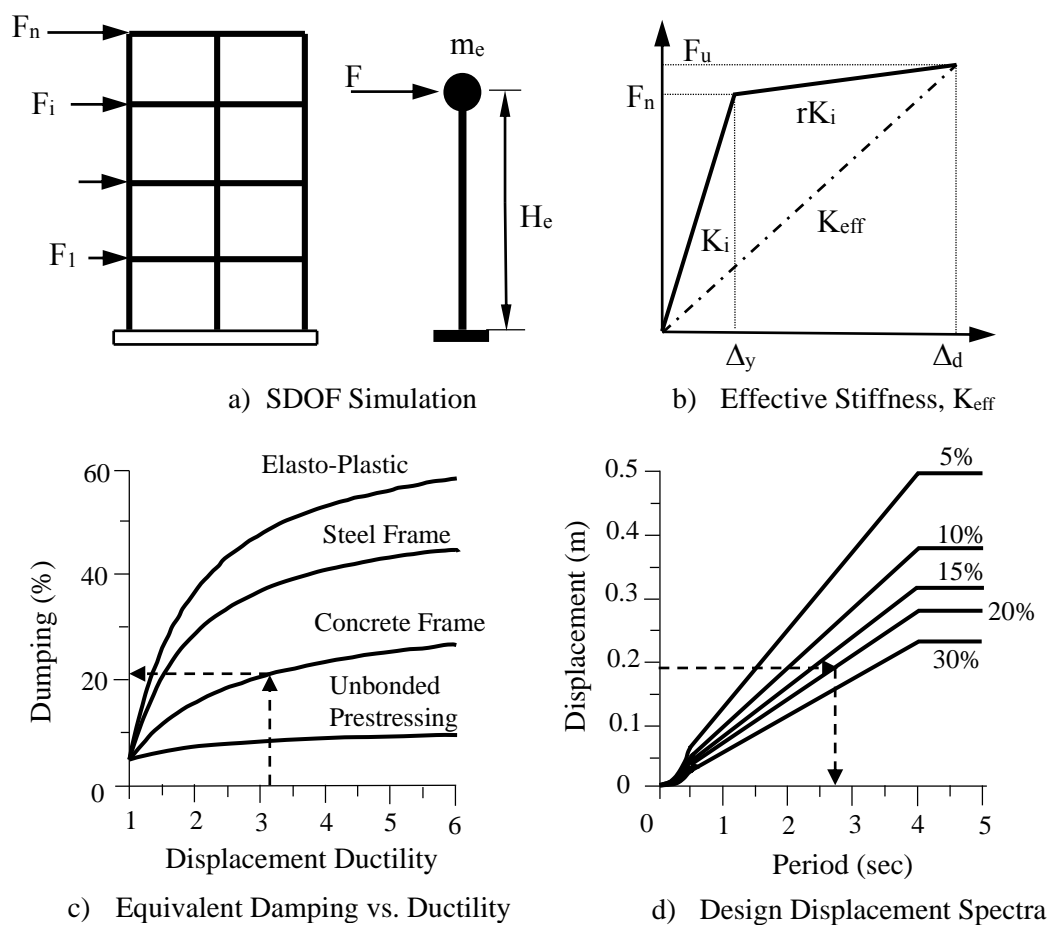 Fn
Fi
F1
F
me
He
a) SDOF Simulation
Fu
Fn
rKi
Ki
Keff
Δy
Δd
b) Effective Stiffness, Keff
60
40
20
0
Dumping (%)
Elasto-Plastic
Steel Frame
Concrete Frame
Unbonded
Prestressing
1 2 3 4 5 6
Displacement Ductility
c) Equivalent Damping vs. Ductility
0.5
0.4
0.3
0.2
0.1
0
Displacement (m)
5%
10%
15%
20%
30%
0 1 2 3 4 5
Period (sec)
d) Design Displacement Spectra